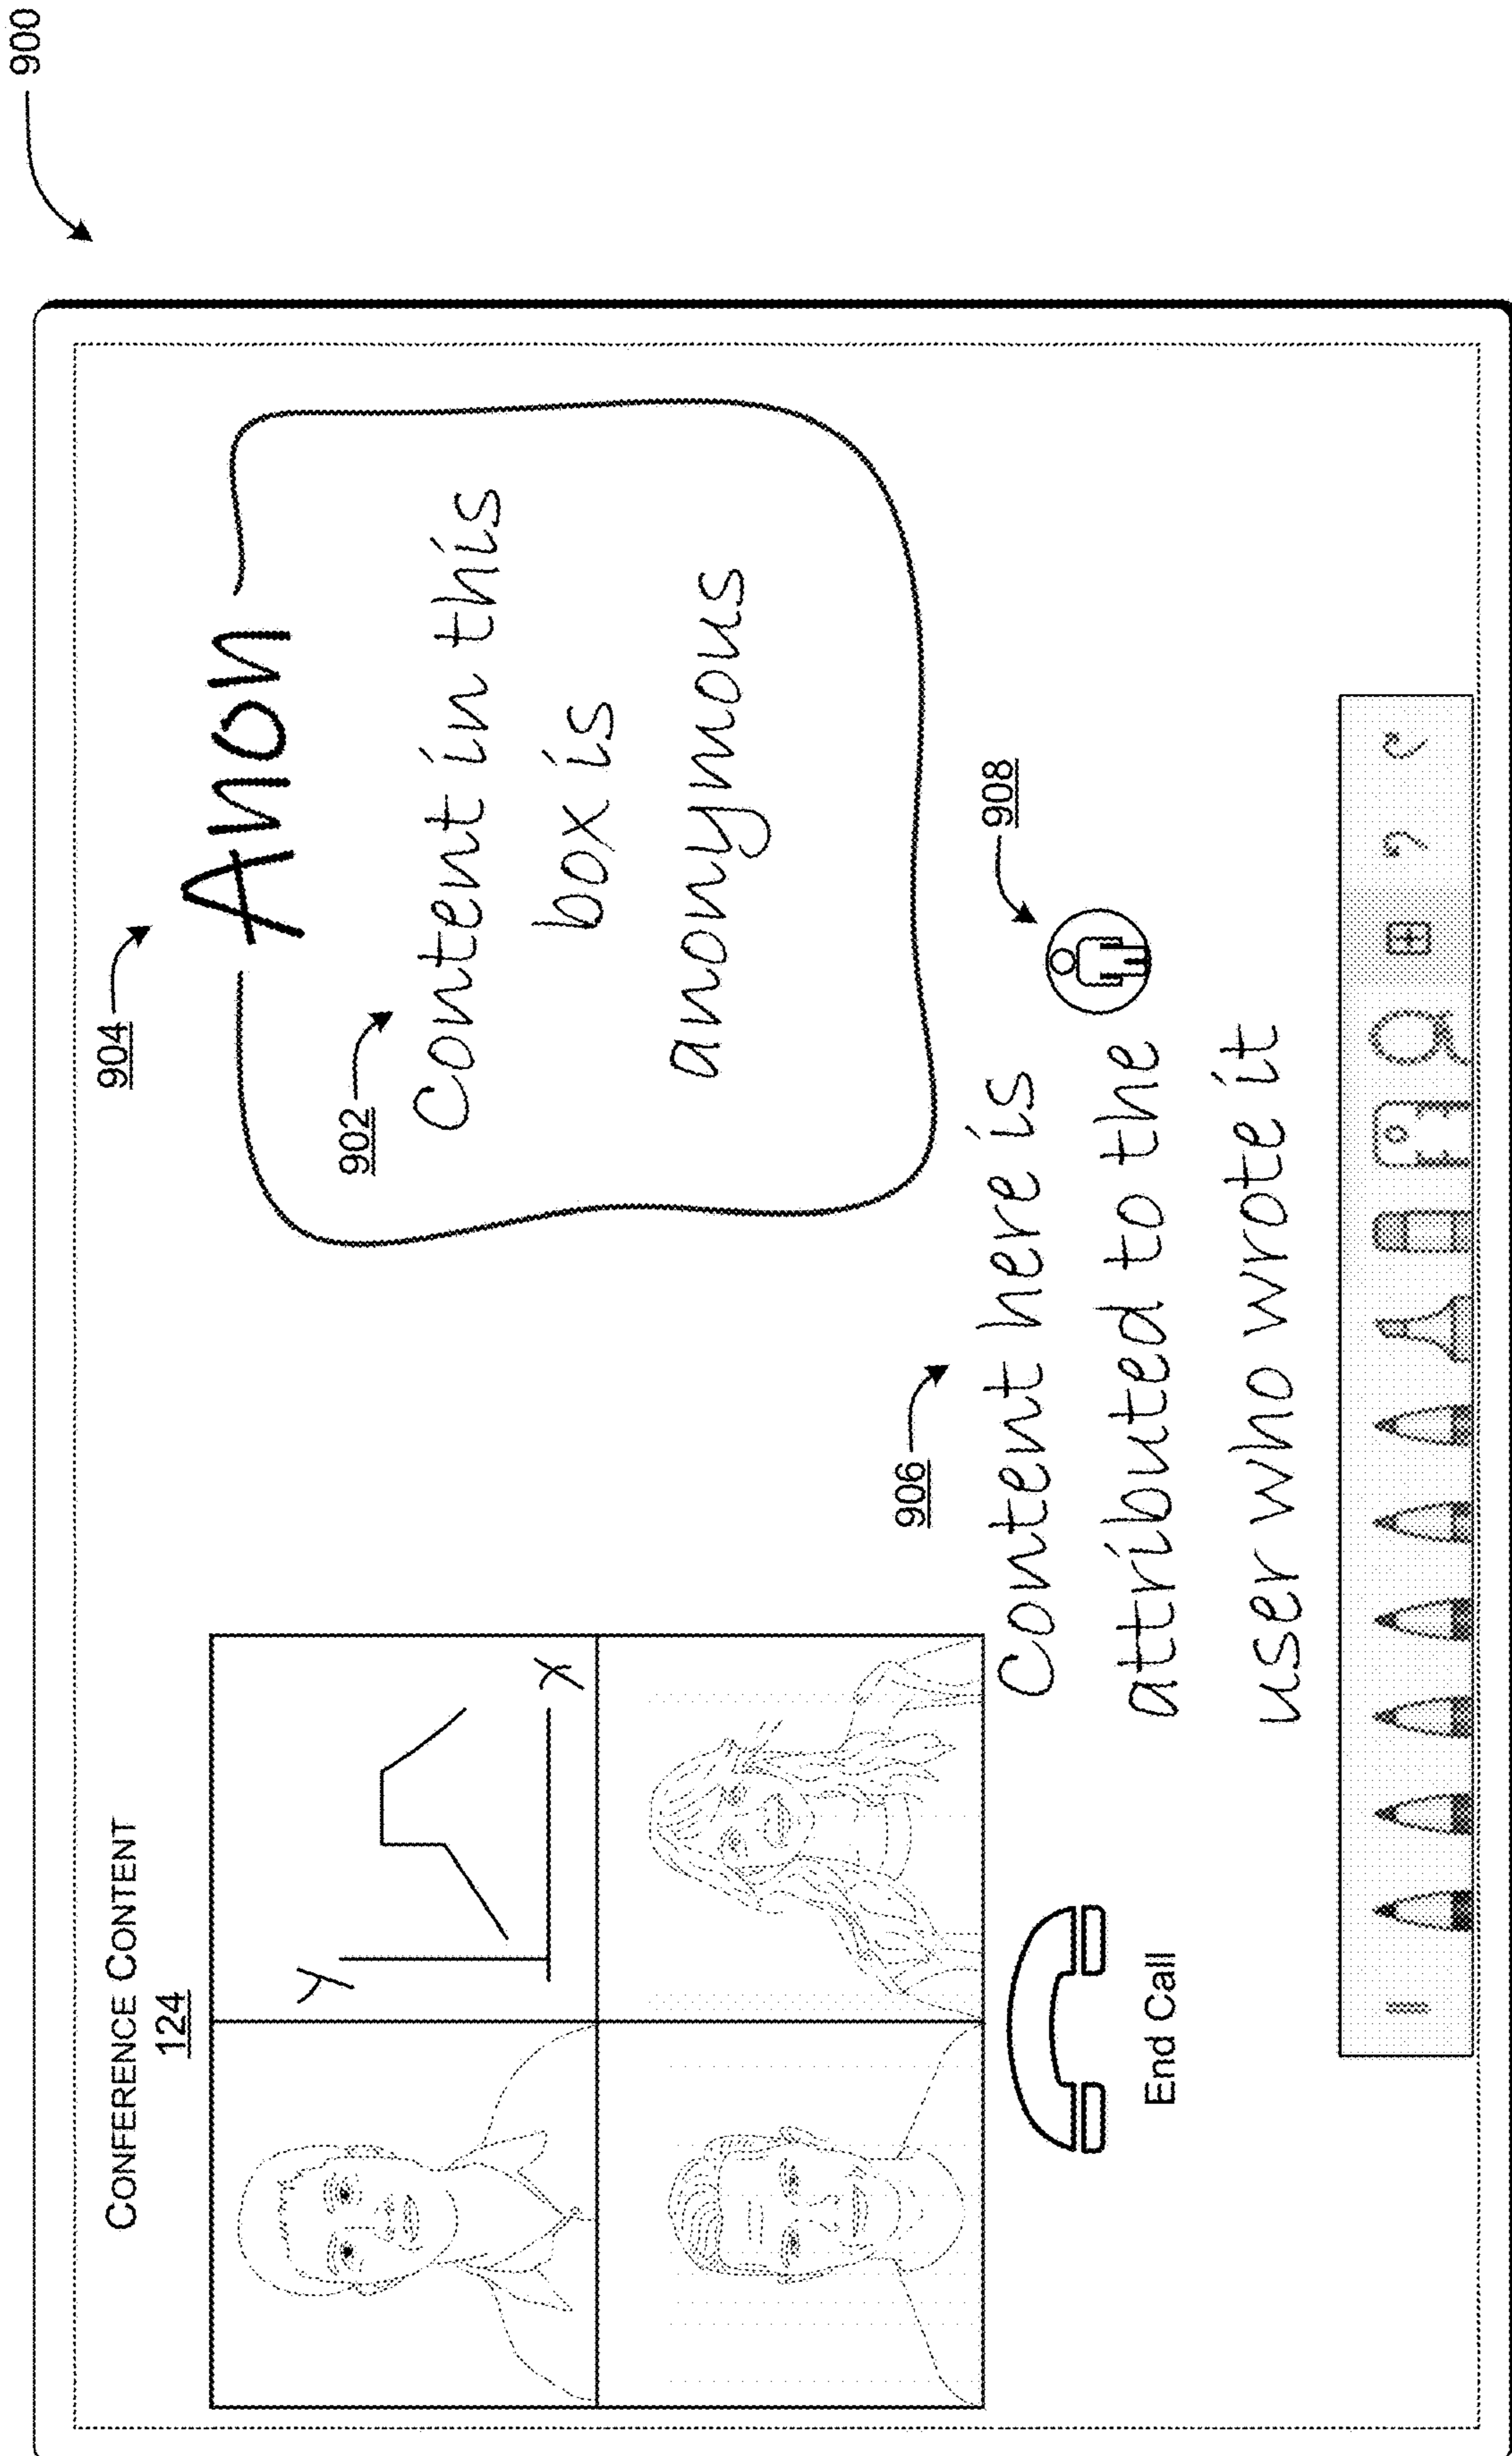 900
CONFERENCE CONTENT
124
y
x
End Call
904
Anon
902
Content in this
box is
anonymous
906
Content here is
908
attributed to the
user who wrote it